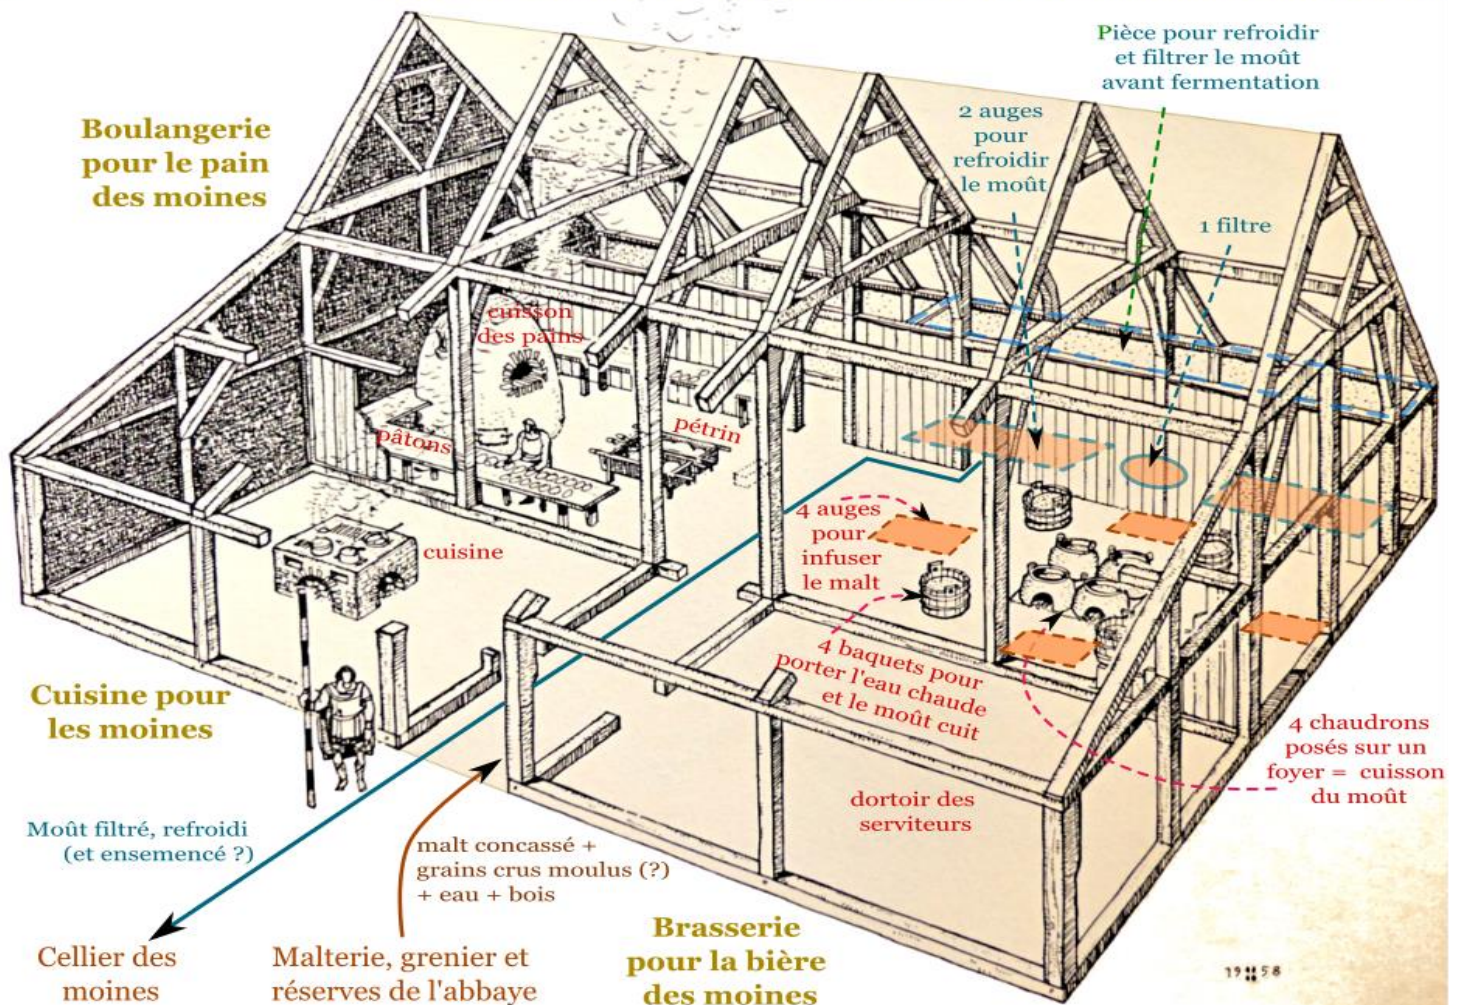 Pièce pour refroidir
et filtrer le moût
avant fermentation
2 auges
pour
refroidir
le moût
1 filtre
Boulangerie
pour le pain
des moines
cuisson
des pains
pâtons
pétrin
cuisine
4 auges
pour
infuser
le malt
4 baquets pour
porter l'eau chaude
et le moût cuit
Cuisine pour
les moines
4 chaudrons
posés sur un
foyer = cuisson
du moût
dortoir des
serviteurs
Moût filtré, refroidi
(et ensemencé ?)
malt concassé +
grains crus moulus (?)
+ eau + bois
Cellier des
moines
Malterie, grenier et
réserves de l'abbaye
Brasserie
pour la bière
des moines
19 58